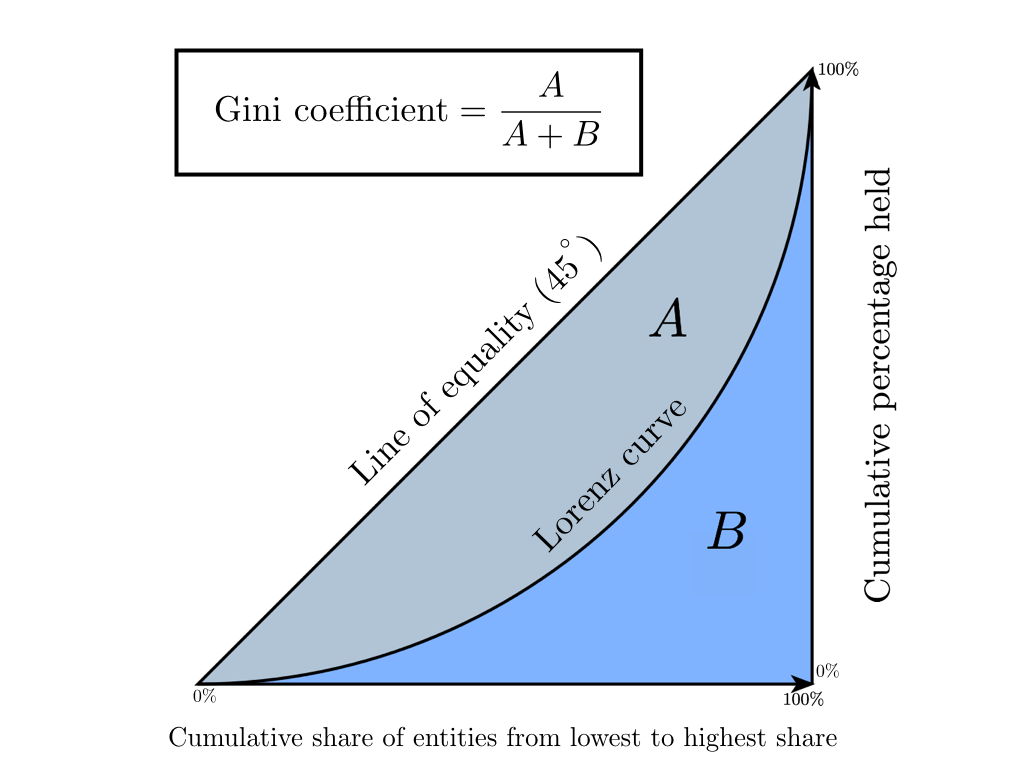 Gini coefficient = A / A + B
100%
Line of equality (45°)
A
Cumulative percentage held
Lorenz curve
B
0%
0%
100%
Cumulative share of entities from lowest to highest share